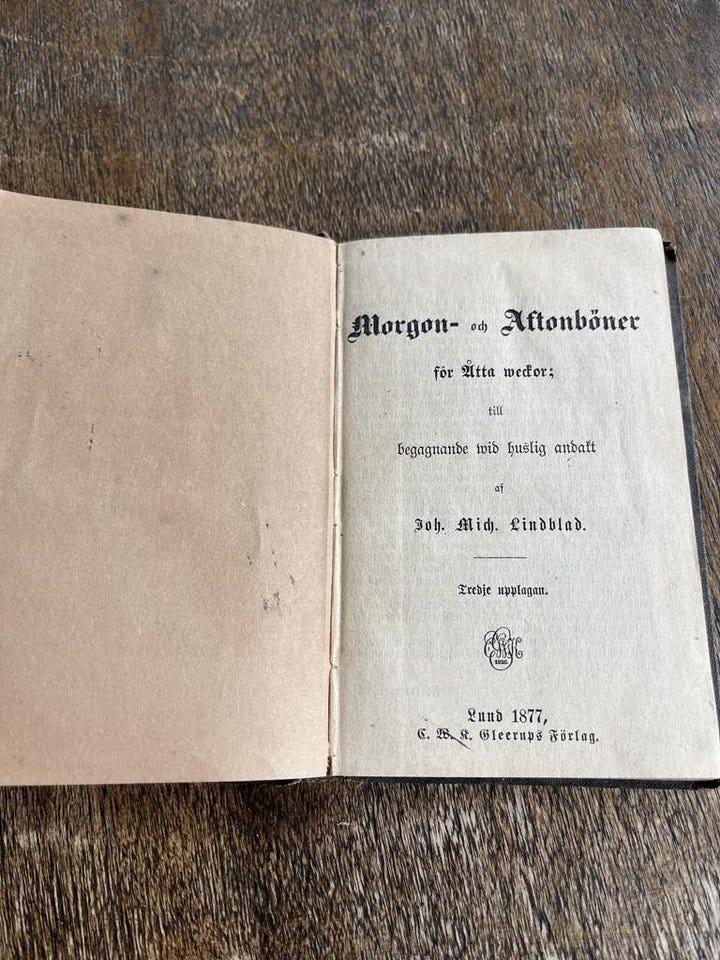 Morgon- och Aftonböner
för Åtta weckor;
till
begagnande wid huslig andakt
af
Joh. Mich. Lindblad.
Tredje upplagan.
1826.
Lund 1877,
C. W. K. Gleerups Förlag.